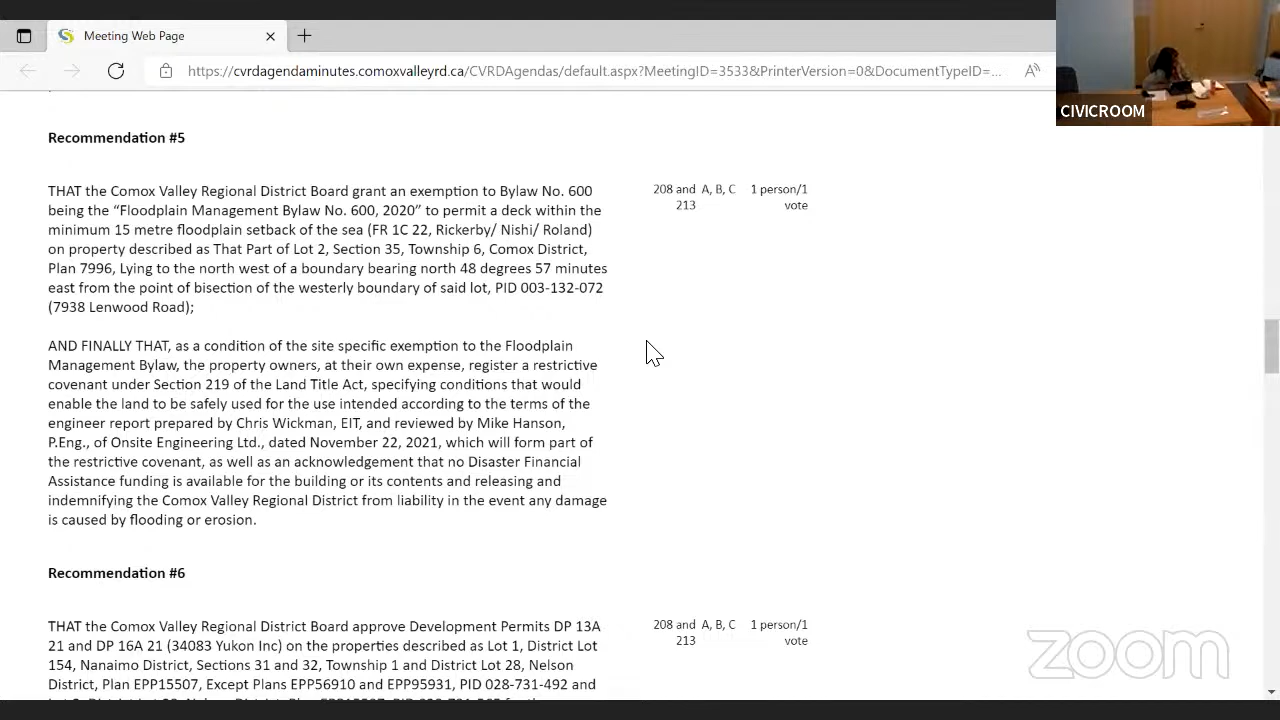 Meeting Web Page
https://cvrdagendaminutes.comoxvalleyrd.ca/CVRDAgendas/default.aspx?MeetingID=3533&PrinterVersion=0&DocumentTypeID=...
CIVICROOM
Recommendation #5
THAT the Comox Valley Regional District Board grant an exemption to Bylaw No. 600
being the “Floodplain Management Bylaw No. 600, 2020” to permit a deck within the
minimum 15 metre floodplain setback of the sea (FR 1C 22, Rickerby/ Nishi/ Roland)
on property described as That Part of Lot 2, Section 35, Township 6, Comox District,
Plan 7996, Lying to the north west of a boundary bearing north 48 degrees 57 minutes
east from the point of bisection of the westerly boundary of said lot, PID 003-132-072
(7938 Lenwood Road);
208 and A, B, C 1 person/1
213 vote
AND FINALLY THAT, as a condition of the site specific exemption to the Floodplain
Management Bylaw, the property owners, at their own expense, register a restrictive
covenant under Section 219 of the Land Title Act, specifying conditions that would
enable the land to be safely used for the use intended according to the terms of the
engineer report prepared by Chris Wickman, EIT, and reviewed by Mike Hanson,
P.Eng., of Onsite Engineering Ltd., dated November 22, 2021, which will form part of
the restrictive covenant, as well as an acknowledgement that no Disaster Financial
Assistance funding is available for the building or its contents and releasing and
indemnifying the Comox Valley Regional District from liability in the event any damage
is caused by flooding or erosion.
Recommendation #6
THAT the Comox Valley Regional District Board approve Development Permits DP 13A
21 and DP 16A 21 (34083 Yukon Inc) on the properties described as Lot 1, District Lot
154, Nanaimo District, Sections 31 and 32, Township 1 and District Lot 28, Nelson
District, Plan EPP15507, Except Plans EPP56910 and EPP95931, PID 028-731-492 and
208 and A, B, C 1 person/1
213 vote
zoom